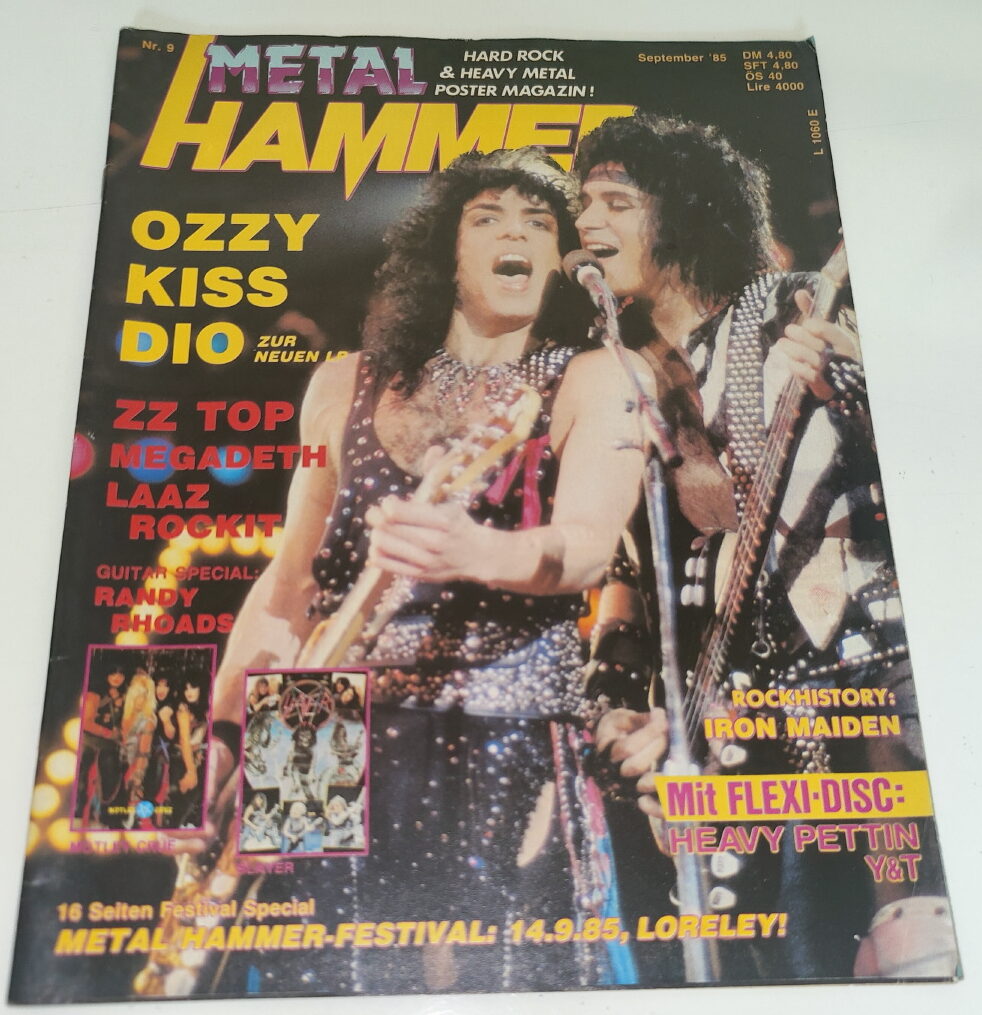 Nr. 9
METAL
HAMMER
HARD ROCK
& HEAVY METAL
POSTER MAGAZIN!
September '85
DM 4,80
SFT 4,80
ÖS 40
Lire 4000
L 1060 E
OZZY
KISS
DIO ZUR
NEUEN LP
ZZ TOP
MEGADETH
LAAZ
ROCKIT
GUITAR SPECIAL:
RANDY
RHOADS
MÖTLEY CRÜE
MÖTLEY CRÜE
SLAYER
SLAYER
ROCKHISTORY:
IRON MAIDEN
Mit FLEXI-DISC:
HEAVY PETTIN
Y&T
16 Seiten Festival Special
METAL HAMMER-FESTIVAL: 14.9.85, LORELEY!